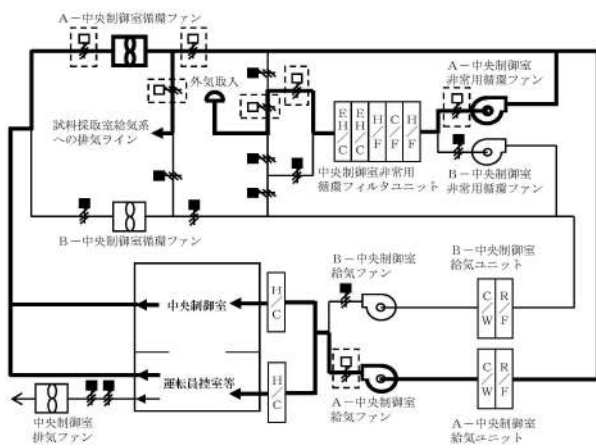 A－中央制御室循環ファン
外気取入
A－中央制御室
非常用循環ファン
試料採取室給気系
への排気ライン
EH/C
EH/C
H/F
C/F
H/F
中央制御室非常用
循環フィルタユニット
B－中央制御室
非常用循環ファン
B－中央制御室循環ファン
B－中央制御室
給気ファン
B－中央制御室
給気ユニット
中央制御室
H/C
C/W
R/F
運転員控室等
H/C
C/W
R/F
中央制御室
排気ファン
A－中央制御室
給気ファン
A－中央制御室
給気ユニット